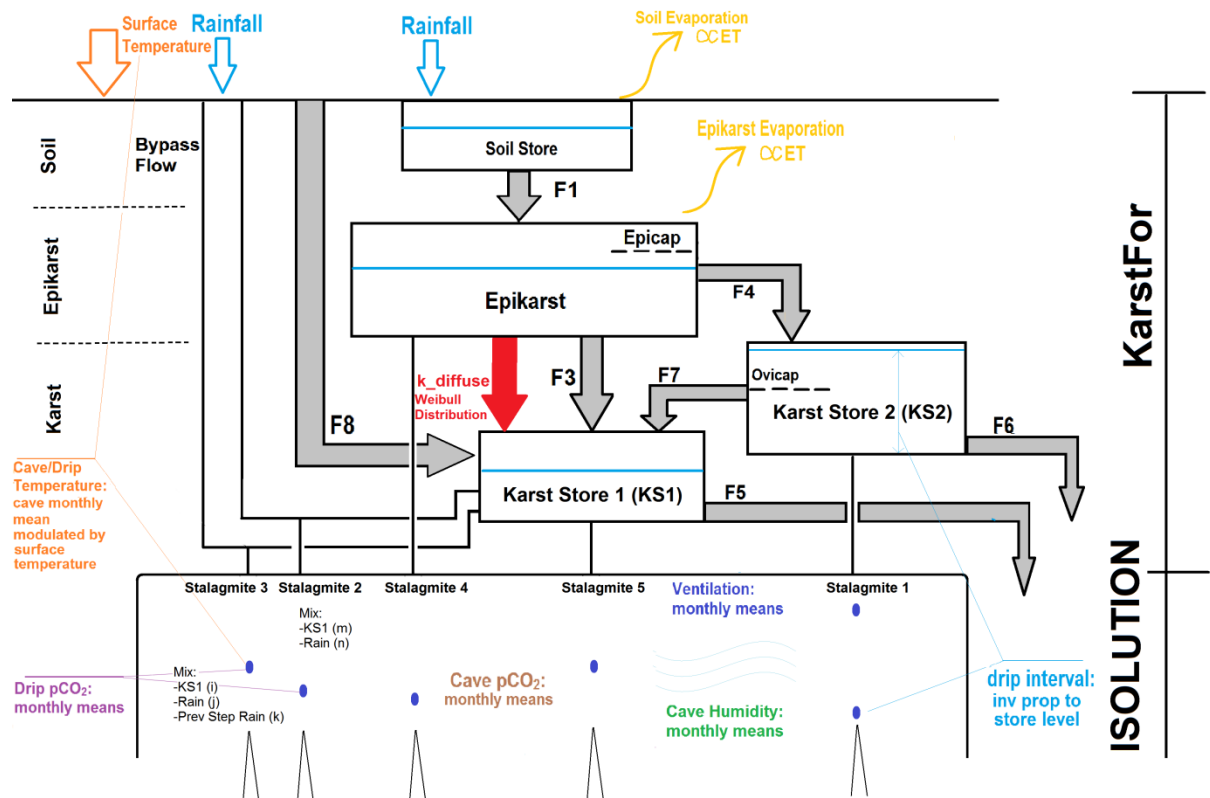 Surface
Temperature
Rainfall
Rainfall
Soil Evaporation
∝ ET
Soil
Bypass
Flow
Soil Store
Epikarst Evaporation
∝ ET
F1
Epikarst
Epicap
Epikarst
F4
KarstFor
Karst
k_diffuse
Weibull
Distribution
F3
F7
Ovicap
Karst Store 2 (KS2)
F6
F8
Karst Store 1 (KS1)
F5
Cave/Drip
Temperature:
cave monthly
mean
modulated by
surface
temperature
ISOLUTION
Stalagmite 3
Stalagmite 2
Stalagmite 4
Stalagmite 5
Ventilation:
monthly means
Stalagmite 1
Mix:
-KS1 (m)
-Rain (n)
Drip pCO₂:
monthly means
Mix:
-KS1 (i)
-Rain (j)
-Prev Step Rain (k)
Cave pCO₂:
monthly means
Cave Humidity:
monthly means
drip interval:
inv prop to
store level